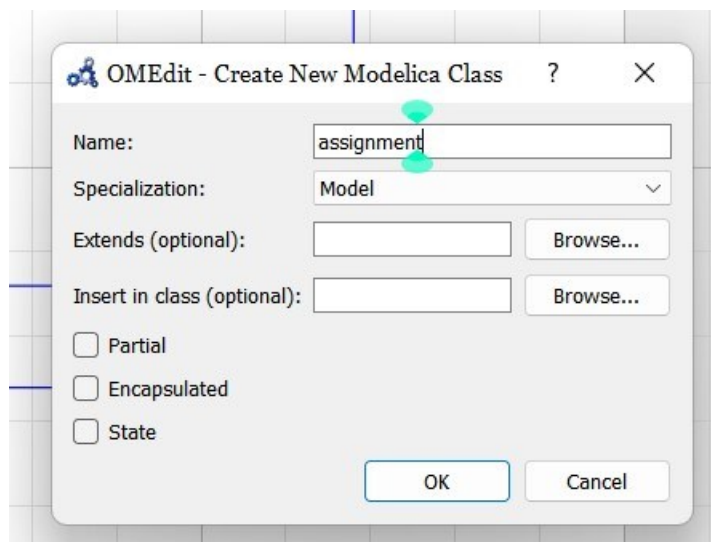 OMEdit - Create New Modelica Class ?
Name: assignment
Specialization: Model
Extends (optional): Browse...
Insert in class (optional): Browse...
Partial
Encapsulated
State
OK Cancel